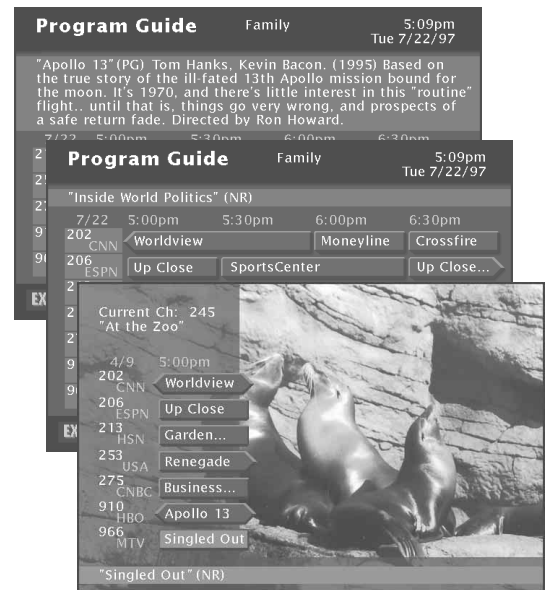 Program Guide Family 5:09pm
Tue 7/22/97
"Apollo 13" (PG) Tom Hanks, Kevin Bacon. (1995) Based on
the true story of the ill-fated 13th Apollo mission bound for
the moon. It's 1970, and there's little interest in this "routine"
flight.. until that is, things go very wrong, and prospects of
a safe return fade. Directed by Ron Howard.
7/22 5:00pm 5:30pm 6:00pm 6:30pm
Program Guide Family 5:09pm
Tue 7/22/97
"Inside World Politics" (NR)
7/22 5:00pm 5:30pm 6:00pm 6:30pm
202 CNN Worldview Moneyline Crossfire
206 ESPN Up Close SportsCenter Up Close...
EX
EX
Current Ch: 245
"At the Zoo"
4/9 5:00pm
202 CNN Worldview
206 ESPN Up Close
213 HSN Garden...
253 USA Renegade
275 CNBC Business...
910 HBO Apollo 13
966 MTV Singled Out
"Singled Out" (NR)